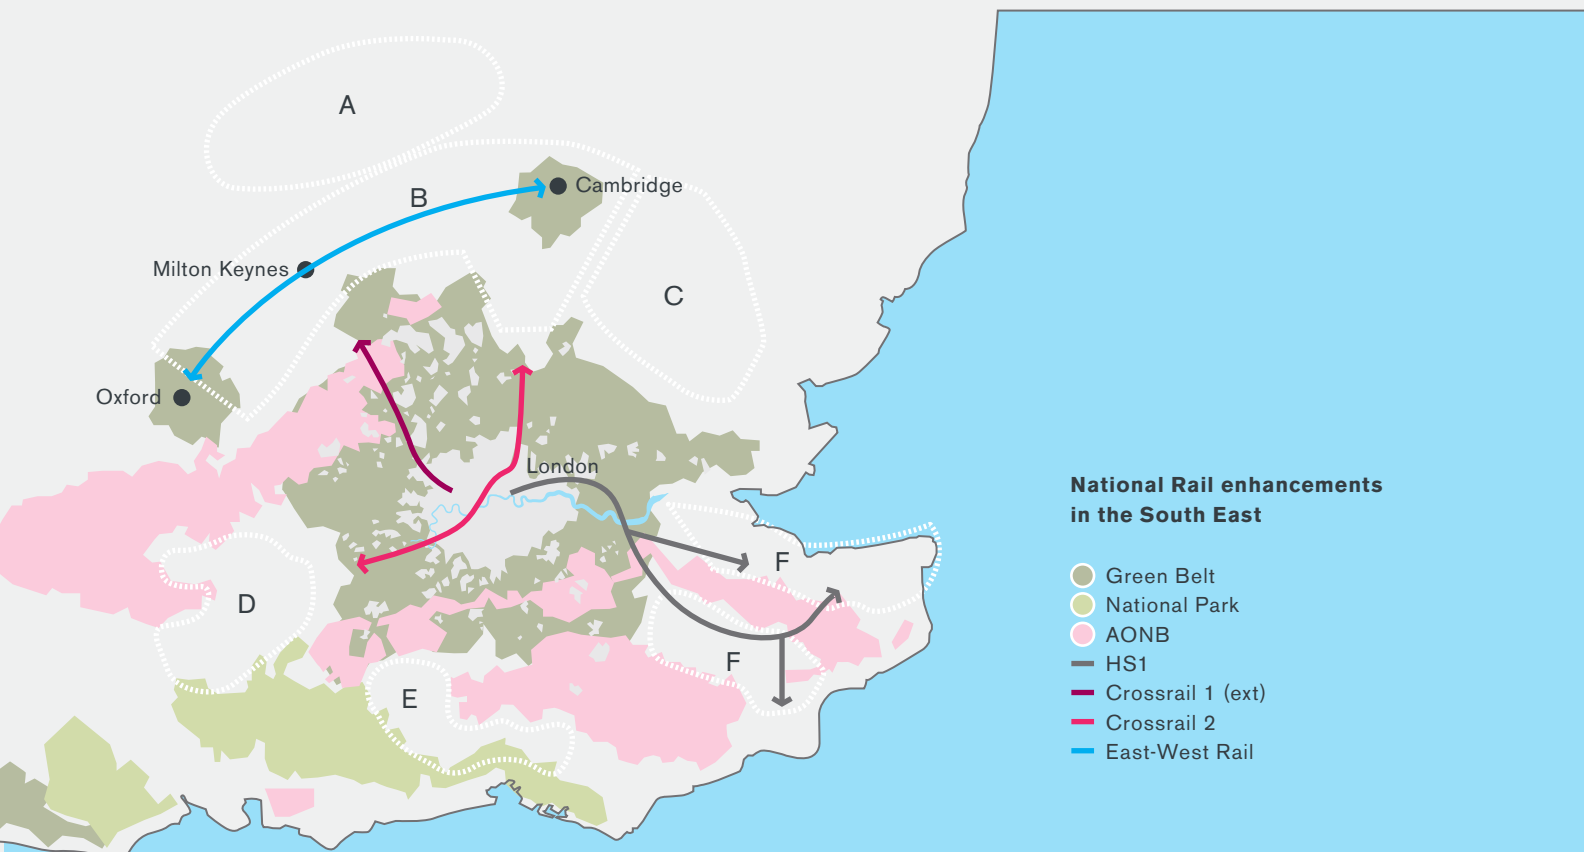 A
B
Cambridge
Milton Keynes
C
Oxford
London
F
D
F
E
National Rail enhancements
in the South East
Green Belt
National Park
AONB
HS1
Crossrail 1 (ext)
Crossrail 2
East-West Rail